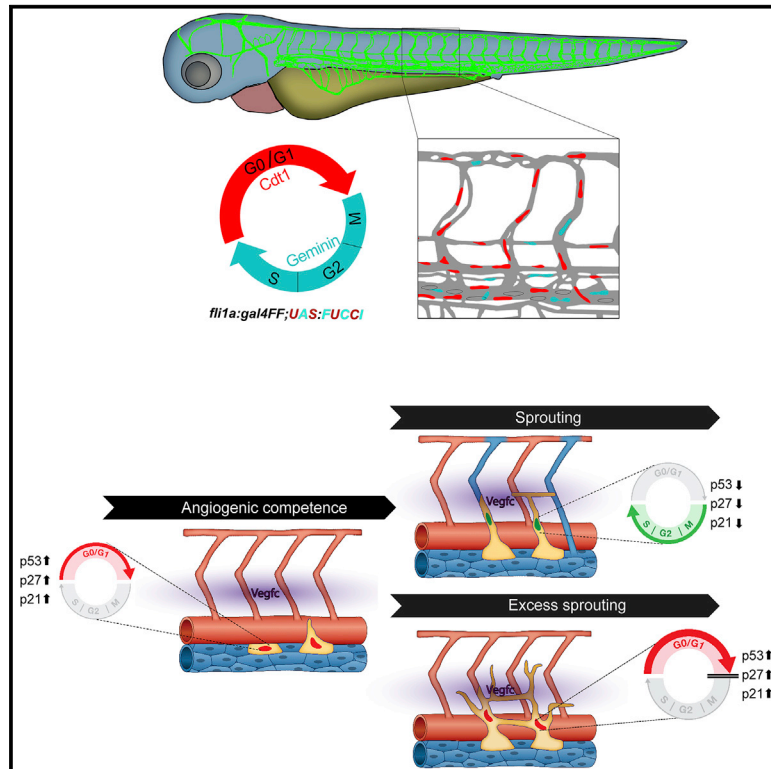 G0/G1
Cdt1
M
Geminin
S
G2
fli1a:gal4FF;UAS:FUCCI
Sprouting
Vegfc
G0/G1
S | G2 | M
p53⬇
p27⬇
p21⬇
Angiogenic competence
p53⬆
p27⬆
p21⬆
G0/G1
S | G2 | M
Vegfc
Excess sprouting
Vegfc
G0/G1
S | G2 | M
p53⬆
p27⬆
p21⬆